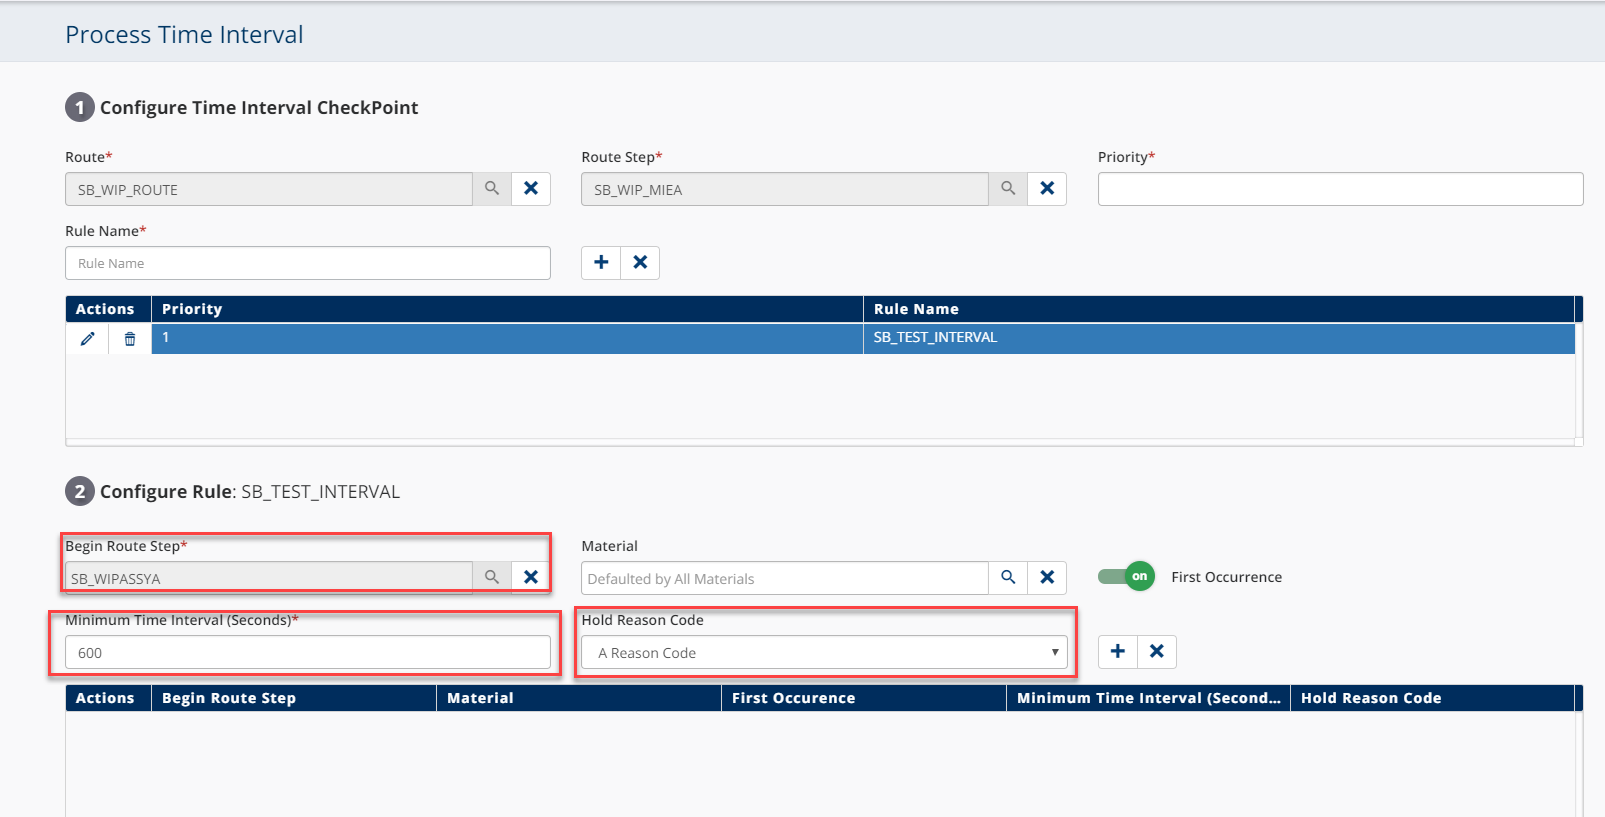 Process Time Interval
1 Configure Time Interval CheckPoint
Route* Route Step* Priority*
SB_WIP_ROUTE SB_WIP_MIEA
Rule Name*
Rule Name
Actions Priority Rule Name
1 SB_TEST_INTERVAL
2 Configure Rule: SB_TEST_INTERVAL
Begin Route Step* Material
SB_WIPASSYA Defaulted by All Materials on First Occurrence
Minimum Time Interval (Seconds)* Hold Reason Code
600 A Reason Code
Actions Begin Route Step Material First Occurence Minimum Time Interval (Second... Hold Reason Code